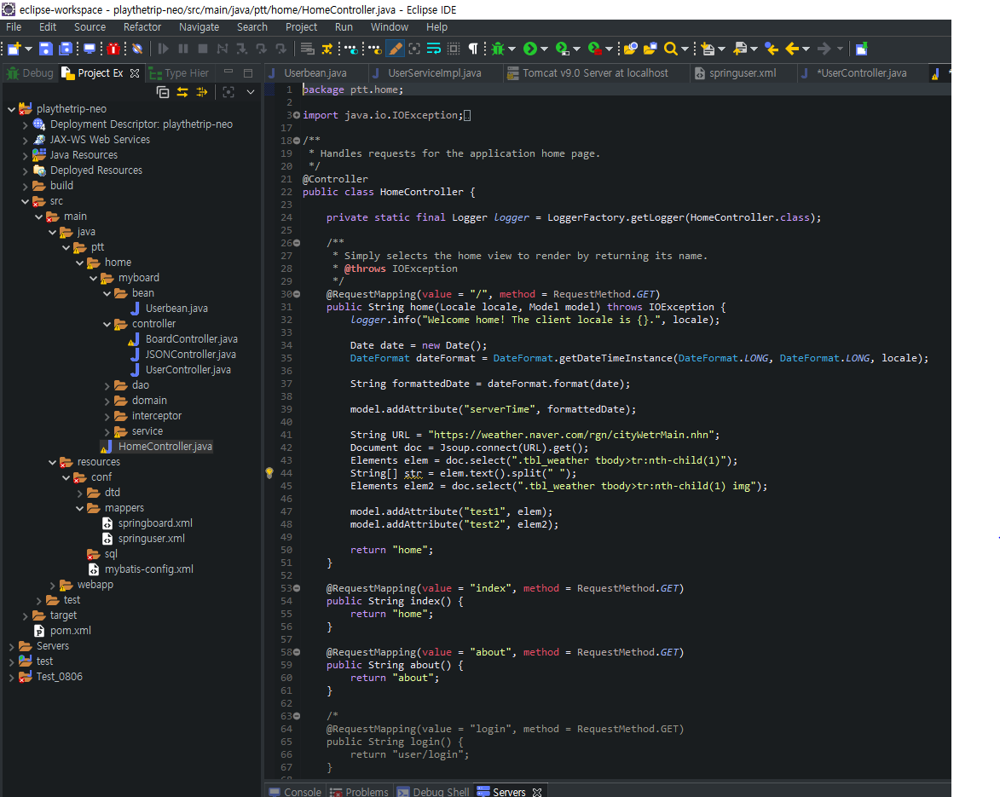 eclipse-workspace - playthetrip-neo/src/main/java/ptt/home/HomeController.java - Eclipse IDE
File Edit Source Refactor Navigate Search Project Run Window Help
Debug Project Ex Type Hier
playthetrip-neo
Deployment Descriptor: playthetrip-neo
JAX-WS Web Services
Java Resources
Deployed Resources
build
src
main
java
ptt
home
myboard
bean
Userbean.java
controller
BoardController.java
JSONController.java
UserController.java
dao
domain
interceptor
service
HomeController.java
resources
conf
dtd
mappers
springboard.xml
springuser.xml
sql
mybatis-config.xml
webapp
test
target
pom.xml
Servers
test
Test_0806
Userbean.java UserServiceImpl.java Tomcat v9.0 Server at localhost springuser.xml *UserController.java
1 package ptt.home;
2
3 import java.io.IOException;
17
18 /**
19 * Handles requests for the application home page.
20 */
21 @Controller
22 public class HomeController {
23
24 private static final Logger logger = LoggerFactory.getLogger(HomeController.class);
25
26 /**
27 * Simply selects the home view to render by returning its name.
28 * @throws IOException
29 */
30 @RequestMapping(value = "/", method = RequestMethod.GET)
31 public String home(Locale locale, Model model) throws IOException {
32 logger.info("Welcome home! The client locale is {}.", locale);
33
34 Date date = new Date();
35 DateFormat dateFormat = DateFormat.getDateTimeInstance(DateFormat.LONG, DateFormat.LONG, locale);
36
37 String formattedDate = dateFormat.format(date);
38
39 model.addAttribute("serverTime", formattedDate);
40
41 String URL = "https://weather.naver.com/rgn/cityWetrMain.nhn";
42 Document doc = Jsoup.connect(URL).get();
43 Elements elem = doc.select(".tbl_weather tbody>tr:nth-child(1)");
44 String[] str = elem.text().split(" ");
45 Elements elem2 = doc.select(".tbl_weather tbody>tr:nth-child(1) img");
46
47 model.addAttribute("test1", elem);
48 model.addAttribute("test2", elem2);
49
50 return "home";
51 }
52
53 @RequestMapping(value = "index", method = RequestMethod.GET)
54 public String index() {
55 return "home";
56 }
57
58 @RequestMapping(value = "about", method = RequestMethod.GET)
59 public String about() {
60 return "about";
61 }
62
63 /*
64 @RequestMapping(value = "login", method = RequestMethod.GET)
65 public String login() {
66 return "user/login";
67 }
Console Problems Debug Shell Servers